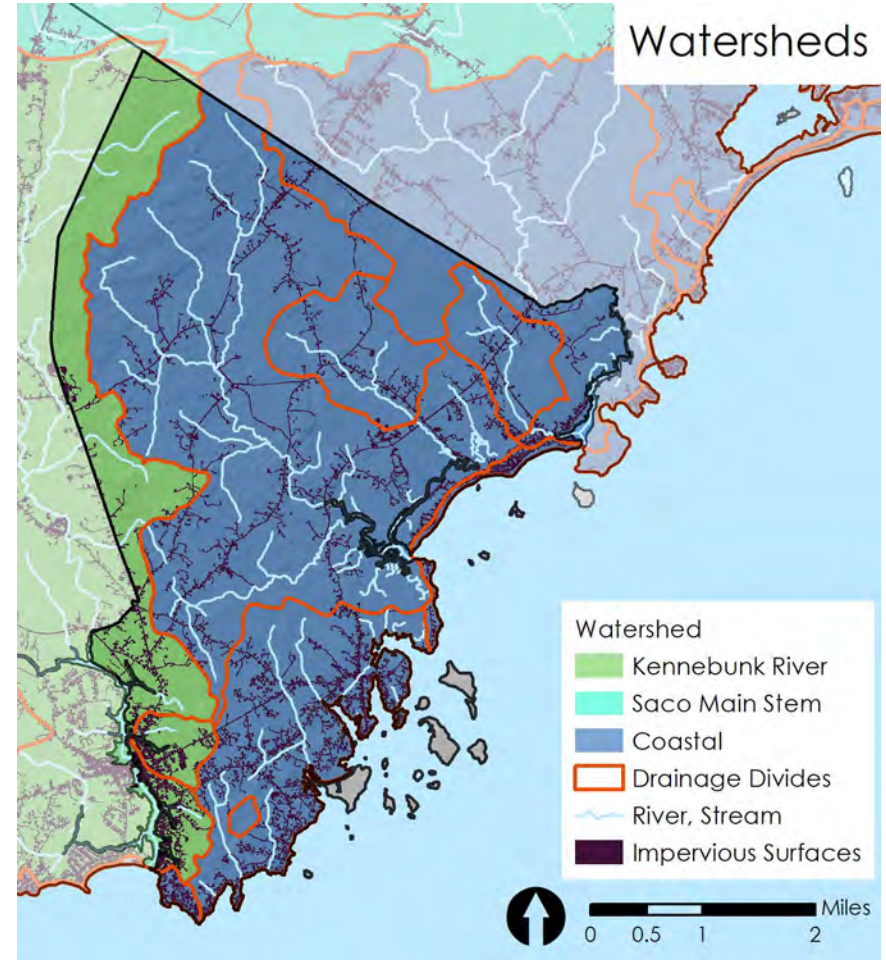 Watersheds
Watershed
Kennebunk River
Saco Main Stem
Coastal
Drainage Divides
River, Stream
Impervious Surfaces
Miles
0 0.5 1 2